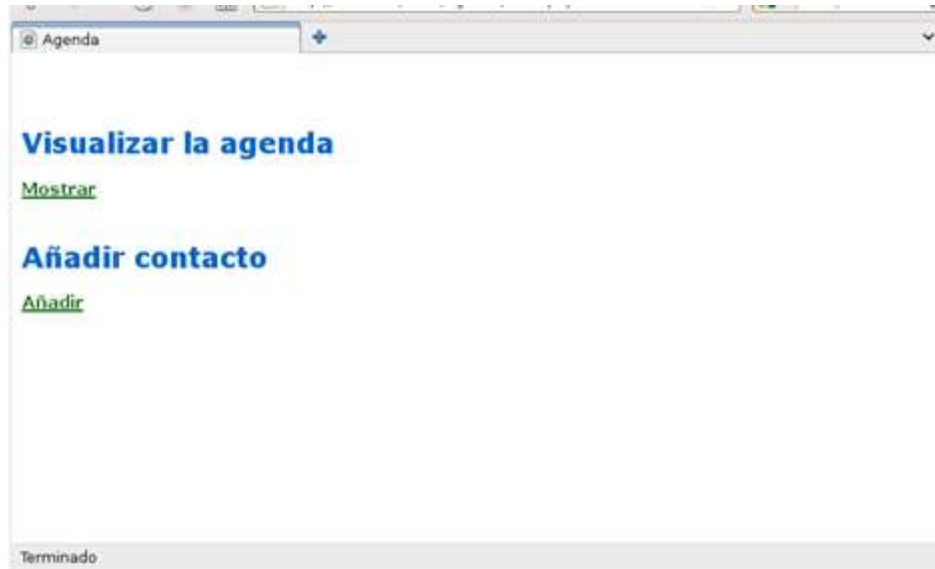 Agenda
Visualizar la agenda
Mostrar
Añadir contacto
Añadir
Terminado